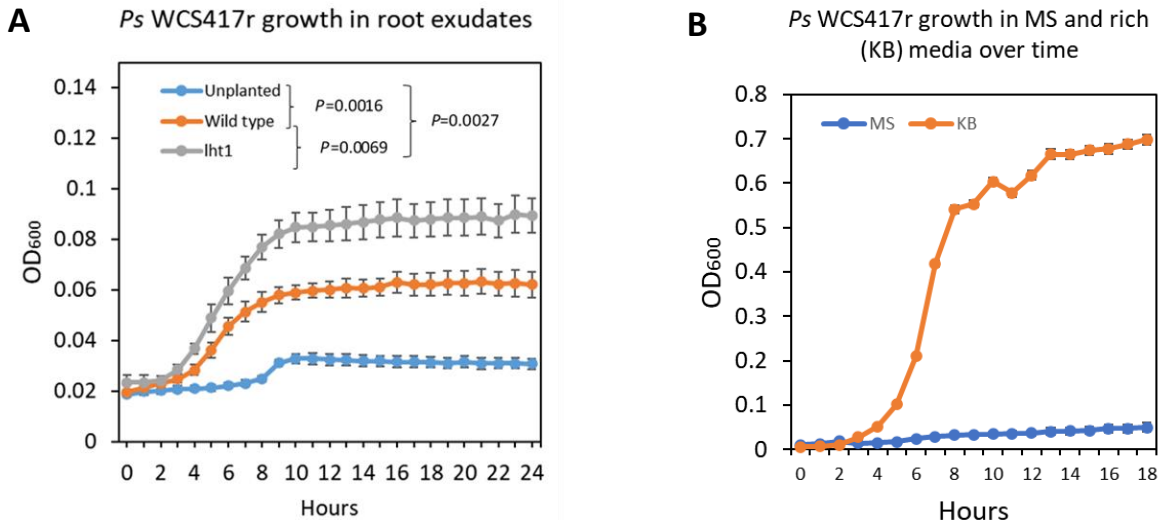 A
Ps WCS417r growth in root exudates
0.14
0.12
0.1
0.08
0.06
0.04
0.02
0
OD600
Unplanted
Wild type
lht1
P=0.0016
P=0.0069
P=0.0027
0 2 4 6 8 10 12 14 16 18 20 22 24
Hours
B
Ps WCS417r growth in MS and rich
(KB) media over time
0.8
0.7
0.6
0.5
0.4
0.3
0.2
0.1
0
OD600
MS KB
0 2 4 6 8 10 12 14 16 18
Hours